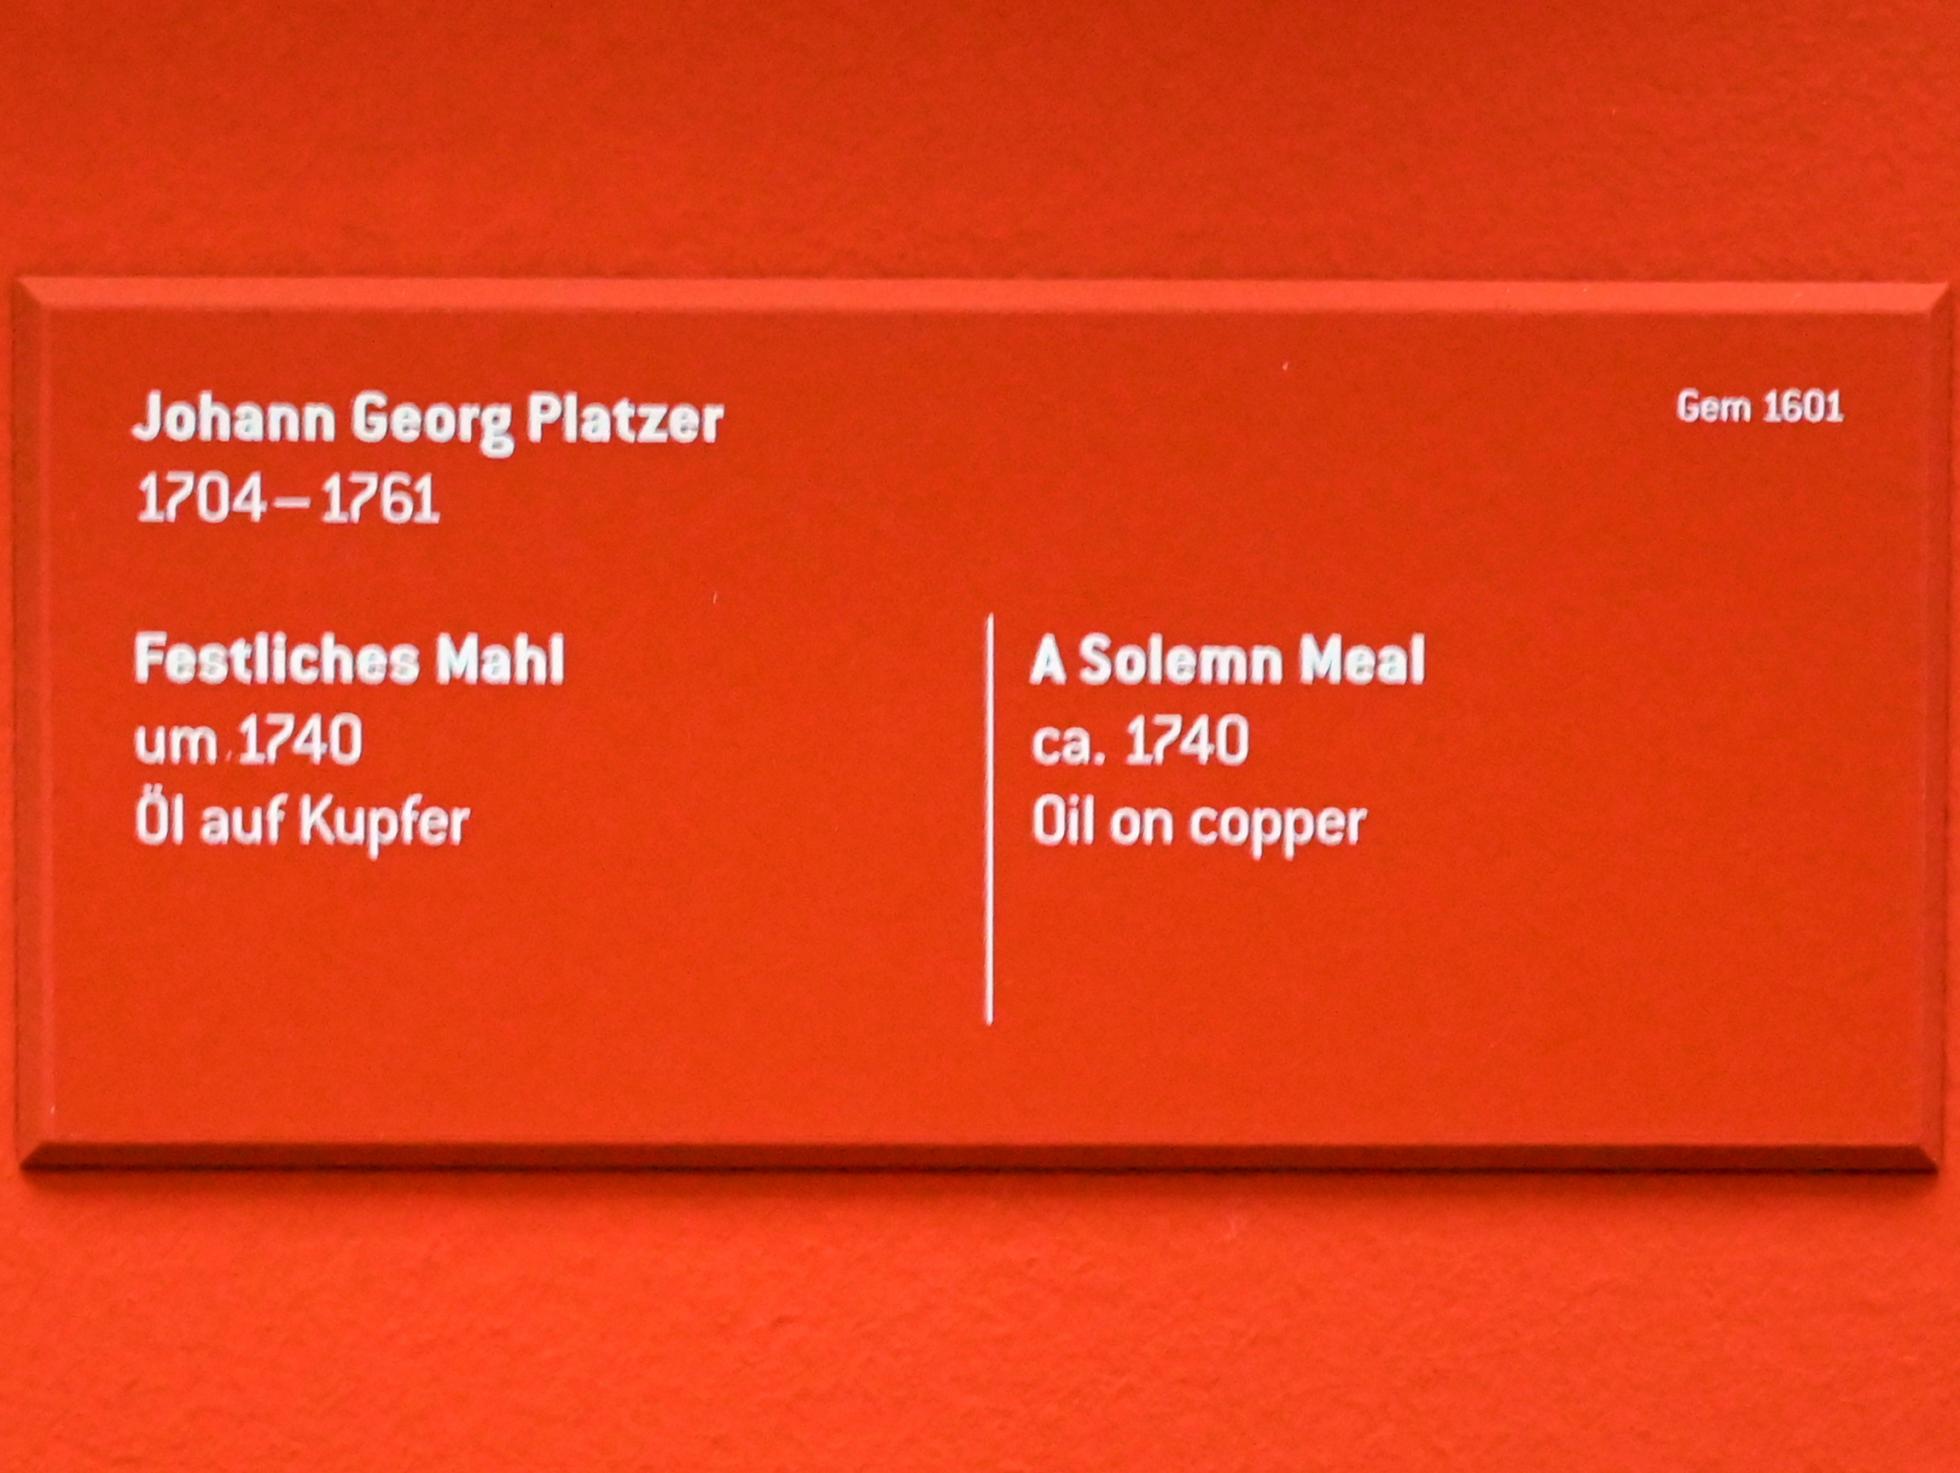 Johann Georg Platzer
Gem 1601
1704 – 1761
Festliches Mahl
um 1740
Öl auf Kupfer
A Solemn Meal
ca. 1740
Oil on copper